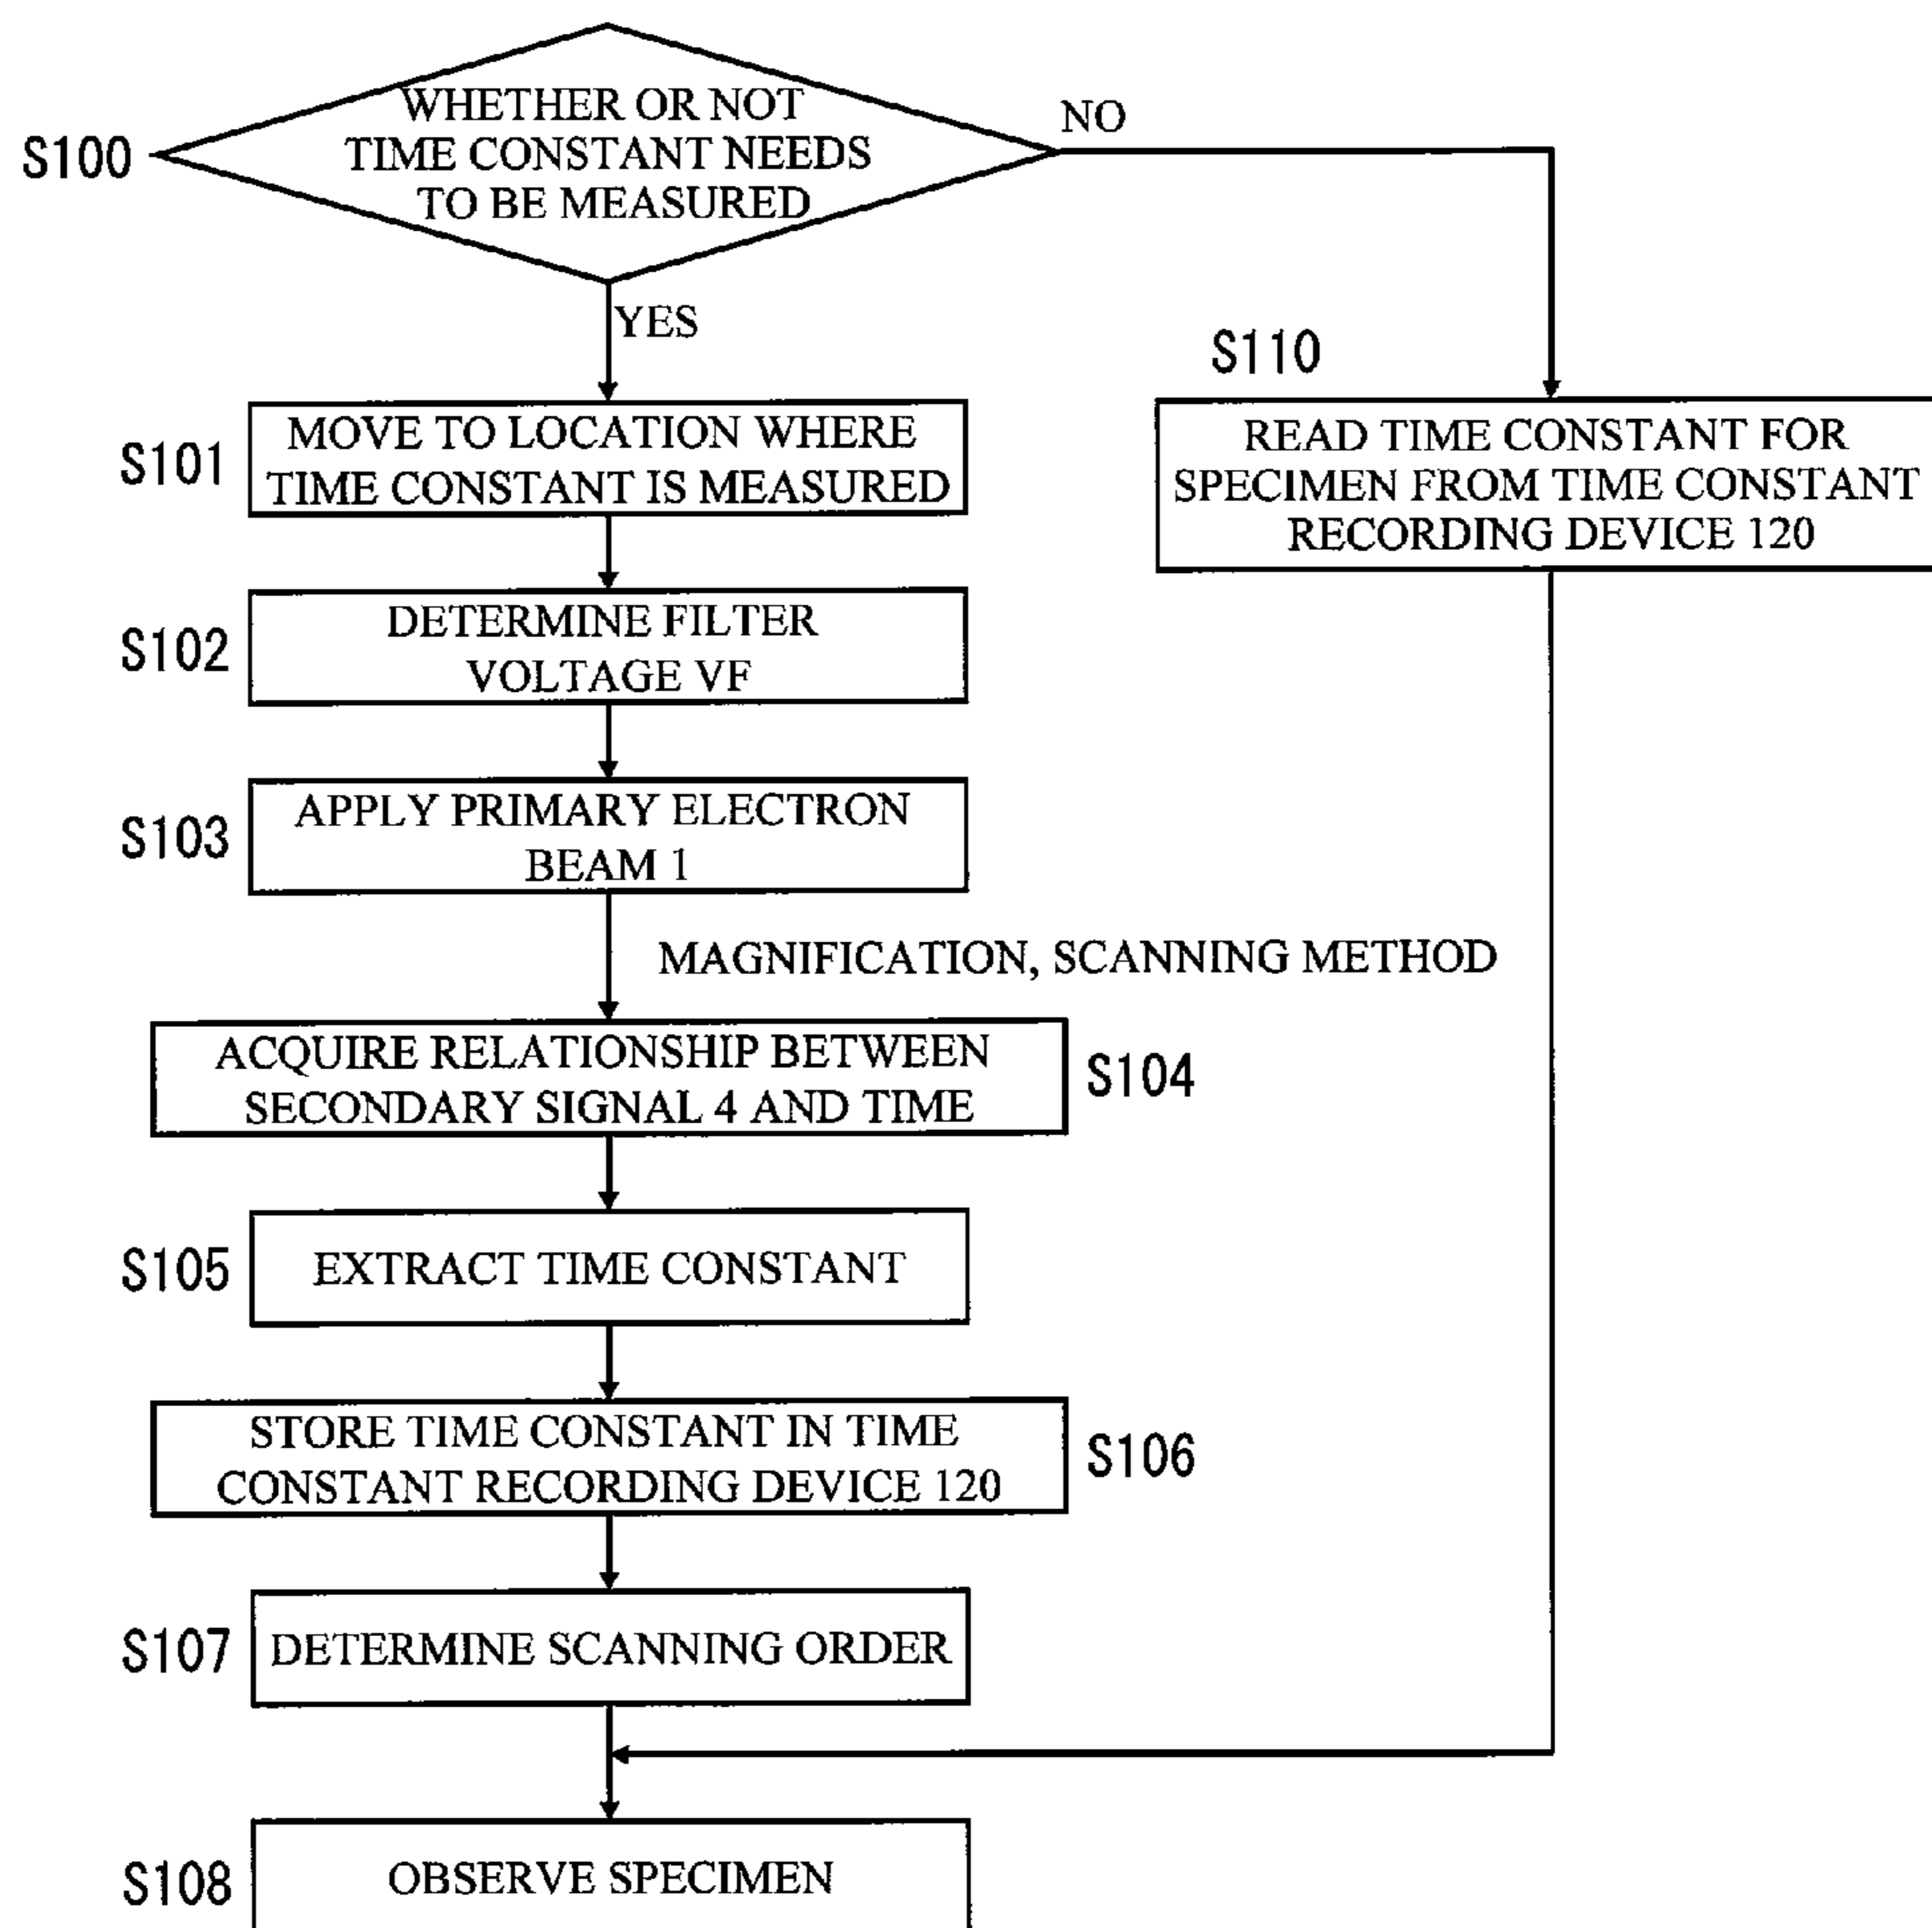 S100
WHETHER OR NOT
TIME CONSTANT NEEDS
TO BE MEASURED
NO
YES
S110
READ TIME CONSTANT FOR
SPECIMEN FROM TIME CONSTANT
RECORDING DEVICE 120
S101
MOVE TO LOCATION WHERE
TIME CONSTANT IS MEASURED
S102
DETERMINE FILTER
VOLTAGE VF
S103
APPLY PRIMARY ELECTRON
BEAM 1
MAGNIFICATION, SCANNING METHOD
ACQUIRE RELATIONSHIP BETWEEN
SECONDARY SIGNAL 4 AND TIME
S104
S105
EXTRACT TIME CONSTANT
STORE TIME CONSTANT IN TIME
CONSTANT RECORDING DEVICE 120
S106
S107
DETERMINE SCANNING ORDER
S108
OBSERVE SPECIMEN